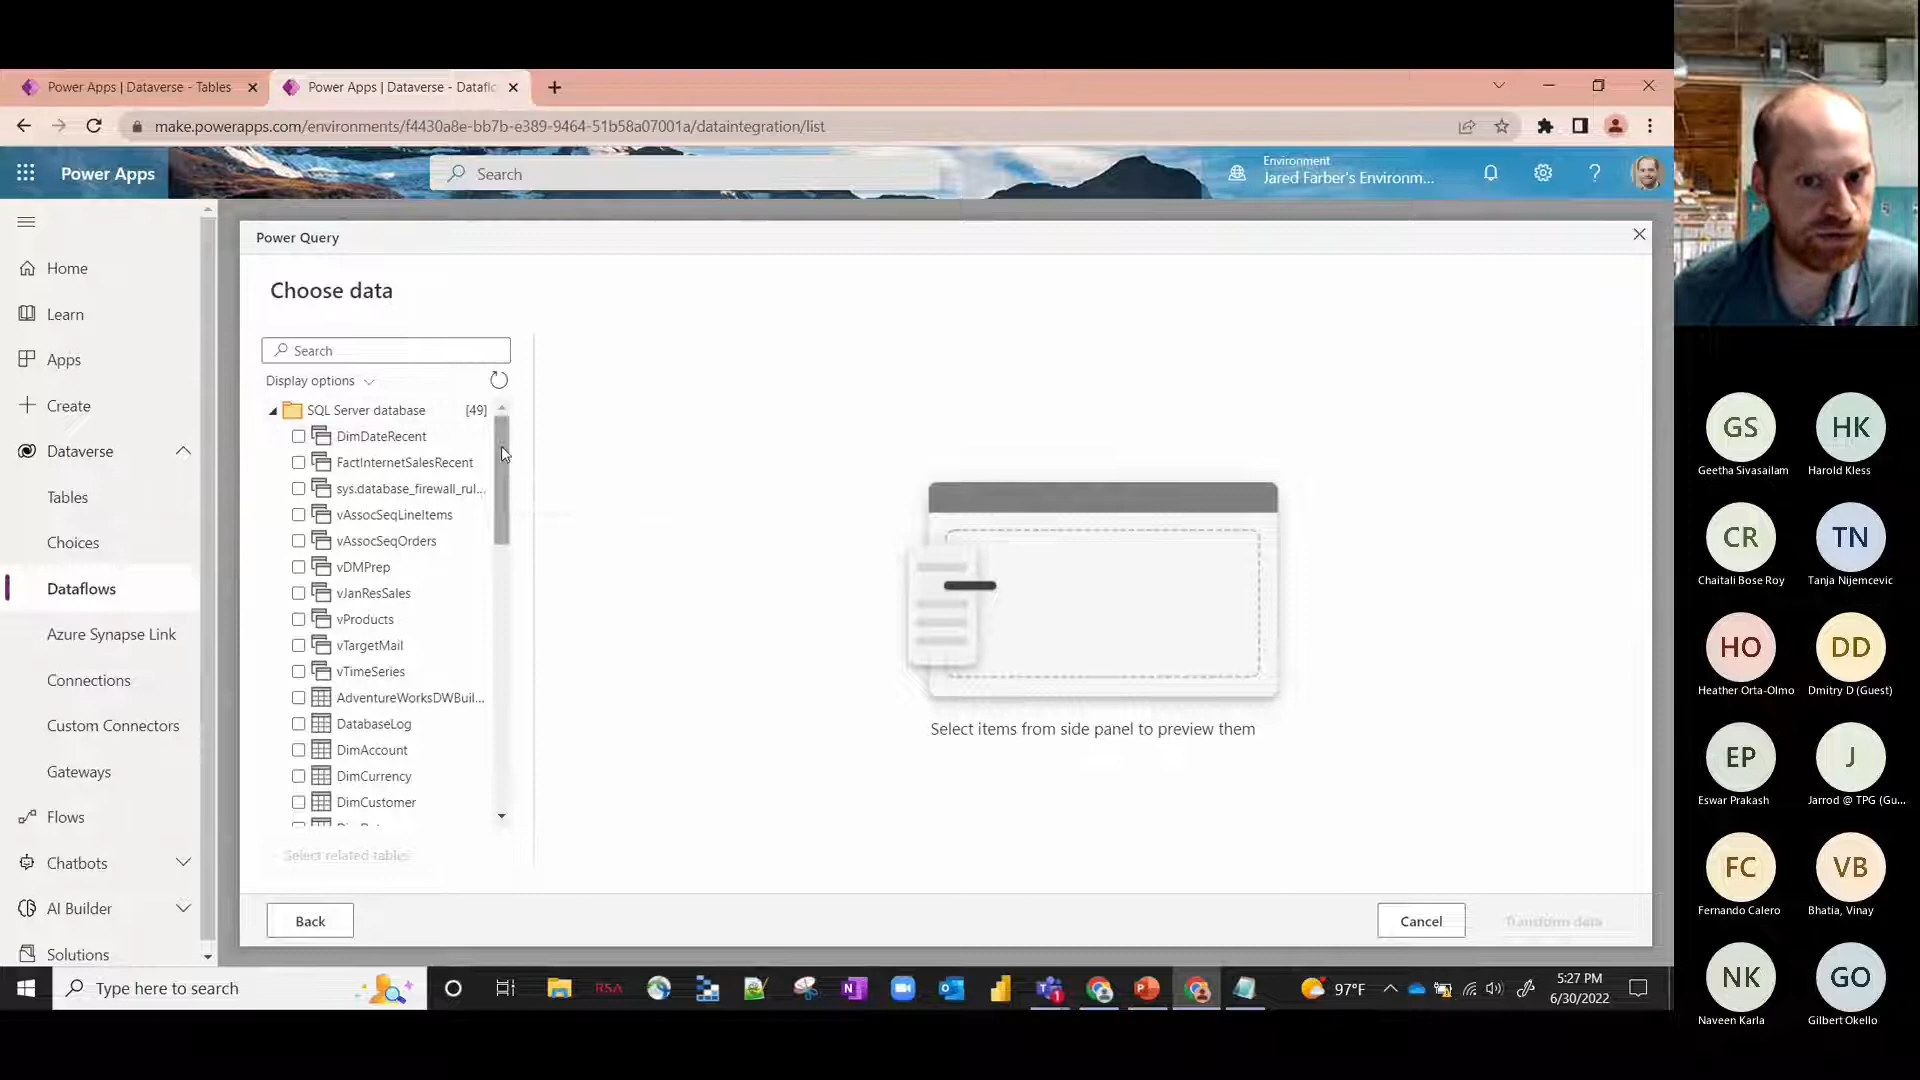 Power Apps | Dataverse - Tables
Power Apps | Dataverse - Dataflo
make.powerapps.com/environments/f4430a8e-bb7b-e389-9464-51b58a07001a/dataintegration/list
Power Apps
Search
Environment
Jared Farber's Environm...
Home
Learn
Apps
Create
Dataverse
Tables
Choices
Dataflows
Azure Synapse Link
Connections
Custom Connectors
Gateways
Flows
Chatbots
AI Builder
Solutions
Power Query
Choose data
Search
Display options
SQL Server database [49]
DimDateRecent
FactInternetSalesRecent
sys.database_firewall_rul...
vAssocSeqLineItems
vAssocSeqOrders
vDMPrep
vJanResSales
vProducts
vTargetMail
vTimeSeries
AdventureWorksDWBuil...
DatabaseLog
DimAccount
DimCurrency
DimCustomer
Select related tables
Select items from side panel to preview them
Back
Cancel
Transform data
Type here to search
RSA
97°F
5:27 PM
6/30/2022
GS
Geetha Sivasailam
HK
Harold Kless
CR
Chaitali Bose Roy
TN
Tanja Nijemcevic
HO
Heather Orta-Olmo
DD
Dmitry D (Guest)
EP
Eswar Prakash
J
Jarrod @ TPG (Gu...
FC
Fernando Calero
VB
Bhatia, Vinay
NK
Naveen Karla
GO
Gilbert Okello